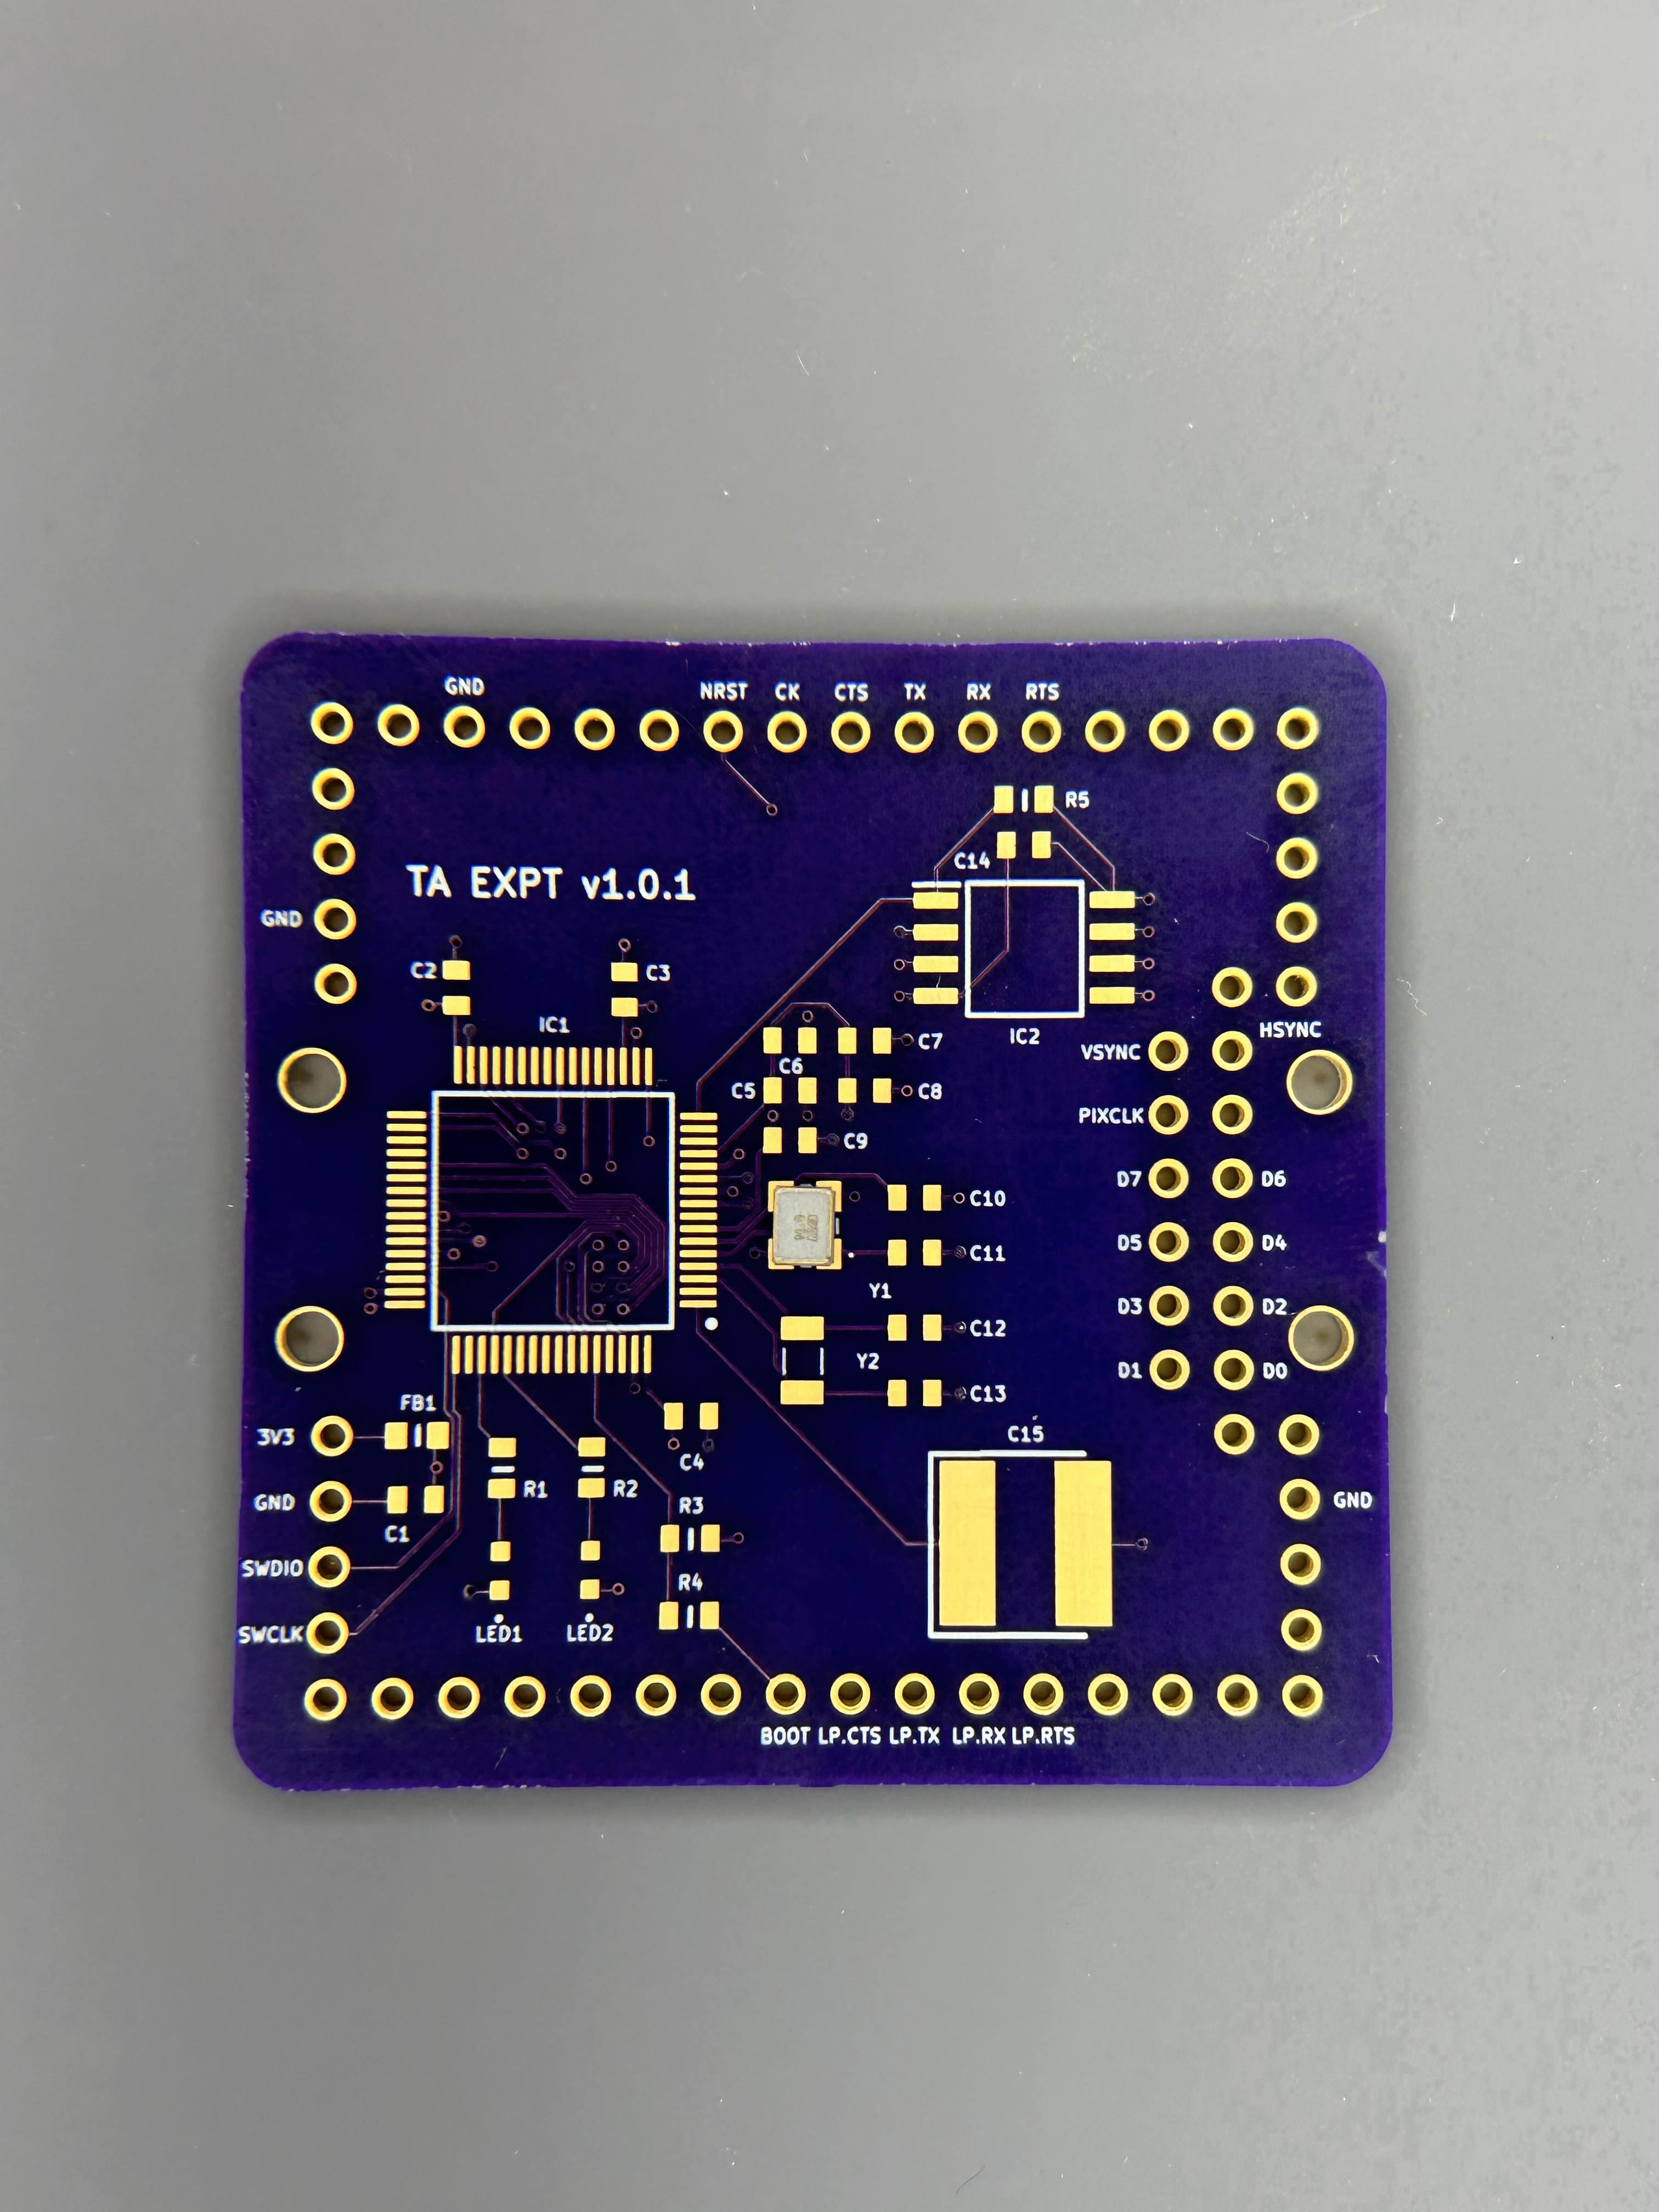 GND NRST CK CTS TX RX RTS
R5
C14
TA EXPT v1.0.1
GND
C2 C3
IC1 IC2
HSYNC
VSYNC
C7
C6
C5 C8
PIXCLK
C9
D7 D6
C10
D5 D4
C11
Y1
D3 D2
C12
Y2
D1 D0
C13
FB1
3V3
C15
C4
R1 R2
GND GND
R3
C1
SWDIO
R4
SWCLK LED1 LED2
BOOT LP.CTS LP.TX LP.RX LP.RTS